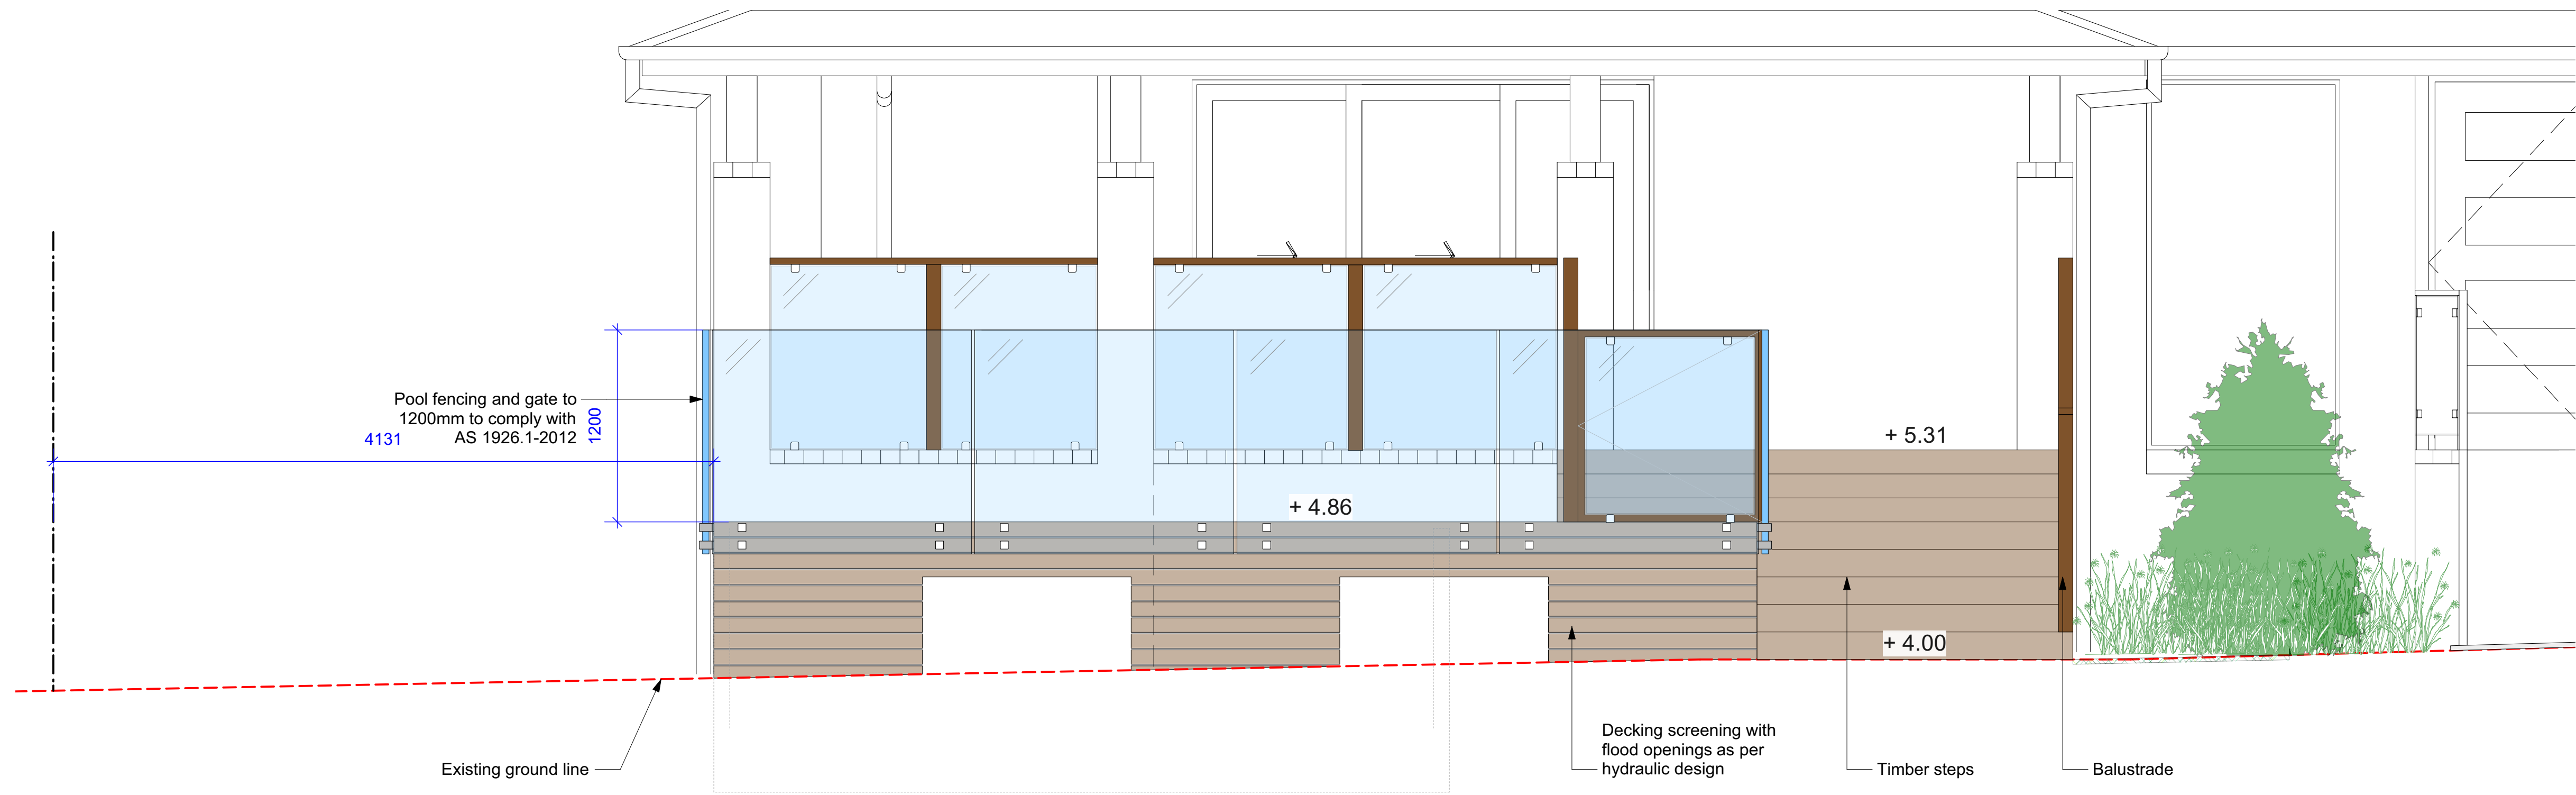 Pool fencing and gate to
1200mm to comply with
AS 1926.1-2012
4131
1200
+ 5.31
+ 4.86
+ 4.00
Existing ground line
Decking screening with
flood openings as per
hydraulic design
Timber steps
Balustrade